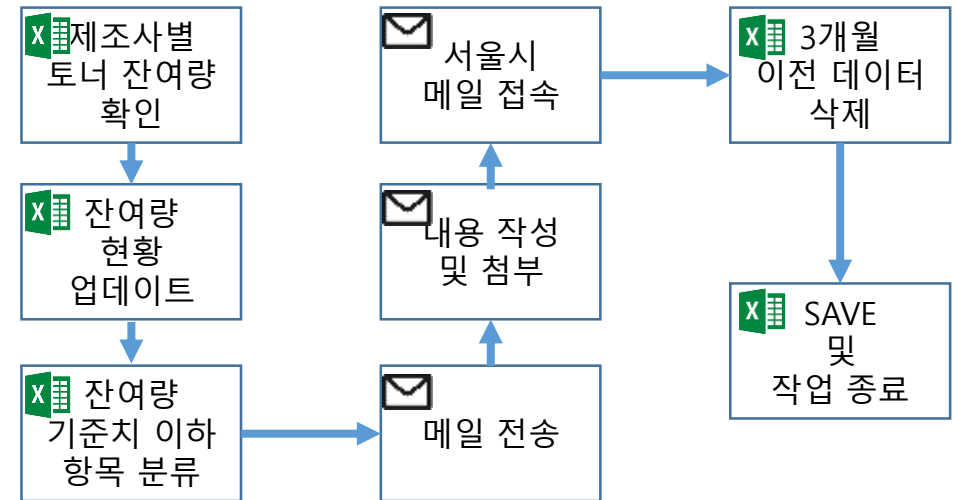 제조사별
토너 잔여량
확인
잔여량
현황
업데이트
잔여량
기준치 이하
항목 분류
메일 전송
내용 작성
및 첨부
서울시
메일 접속
3개월
이전 데이터
삭제
SAVE
및
작업 종료